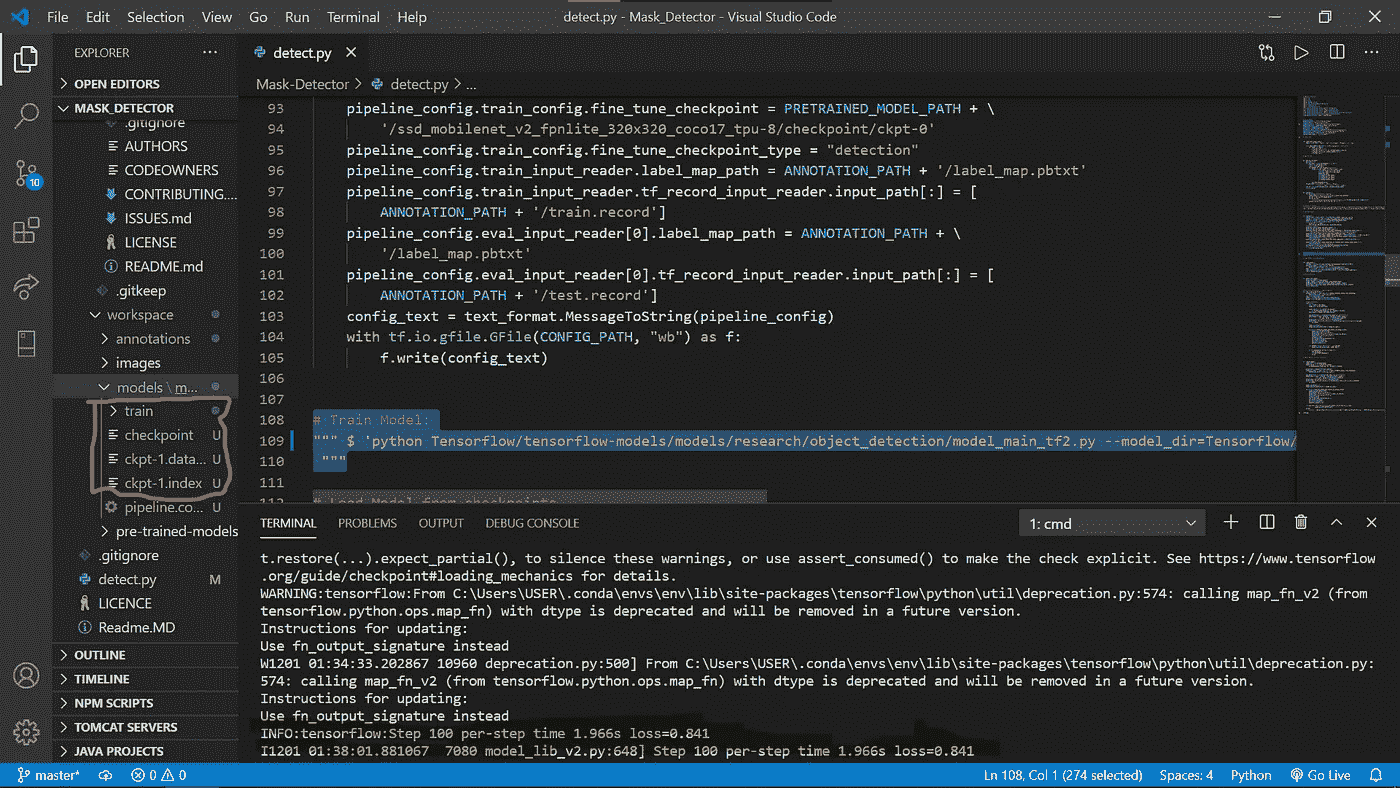 File Edit Selection View Go Run Terminal Help
detect.py - Mask_Detector - Visual Studio Code
EXPLORER
OPEN EDITORS
MASK_DETECTOR
.gitignore
AUTHORS
CODEOWNERS
CONTRIBUTING....
ISSUES.md
LICENSE
README.md
.gitkeep
workspace
annotations
images
models \ m...
train
checkpoint U
ckpt-1.data... U
ckpt-1.index U
pipeline.co... U
pre-trained-models
.gitignore
detect.py M
LICENCE
Readme.MD
OUTLINE
TIMELINE
NPM SCRIPTS
TOMCAT SERVERS
JAVA PROJECTS
10
detect.py
Mask-Detector > detect.py > ...
93 pipeline_config.train_config.fine_tune_checkpoint = PRETRAINED_MODEL_PATH + \
94 '/ssd_mobilenet_v2_fpnlite_320x320_coco17_tpu-8/checkpoint/ckpt-0'
95 pipeline_config.train_config.fine_tune_checkpoint_type = "detection"
96 pipeline_config.train_input_reader.label_map_path = ANNOTATION_PATH + '/label_map.pbtxt'
97 pipeline_config.train_input_reader.tf_record_input_reader.input_path[:] = [
98 ANNOTATION_PATH + '/train.record']
99 pipeline_config.eval_input_reader[0].label_map_path = ANNOTATION_PATH + \
100 '/label_map.pbtxt'
101 pipeline_config.eval_input_reader[0].tf_record_input_reader.input_path[:] = [
102 ANNOTATION_PATH + '/test.record']
103 config_text = text_format.MessageToString(pipeline_config)
104 with tf.io.gfile.GFile(CONFIG_PATH, "wb") as f:
105 f.write(config_text)
106
107
108 # Train Model:
109 """ $ 'python Tensorflow/tensorflow-models/models/research/object_detection/model_main_tf2.py --model_dir=Tensorflow/
110 """
111
112 # Load Model from checkpoints
TERMINAL PROBLEMS OUTPUT DEBUG CONSOLE
1: cmd
t.restore(...).expect_partial(), to silence these warnings, or use assert_consumed() to make the check explicit. See https://www.tensorflow
.org/guide/checkpoint#loading_mechanics for details.
WARNING:tensorflow:From C:\Users\USER\.conda\envs\env\lib\site-packages\tensorflow\python\util\deprecation.py:574: calling map_fn_v2 (from
tensorflow.python.ops.map_fn) with dtype is deprecated and will be removed in a future version.
Instructions for updating:
Use fn_output_signature instead
W1201 01:34:33.202867 10960 deprecation.py:500] From C:\Users\USER\.conda\envs\env\lib\site-packages\tensorflow\python\util\deprecation.py:
574: calling map_fn_v2 (from tensorflow.python.ops.map_fn) with dtype is deprecated and will be removed in a future version.
Instructions for updating:
Use fn_output_signature instead
INFO:tensorflow:Step 100 per-step time 1.966s loss=0.841
I1201 01:38:01.881067 7080 model_lib_v2.py:648] Step 100 per-step time 1.966s loss=0.841
master* 0 0 Ln 108, Col 1 (274 selected) Spaces: 4 Python Go Live